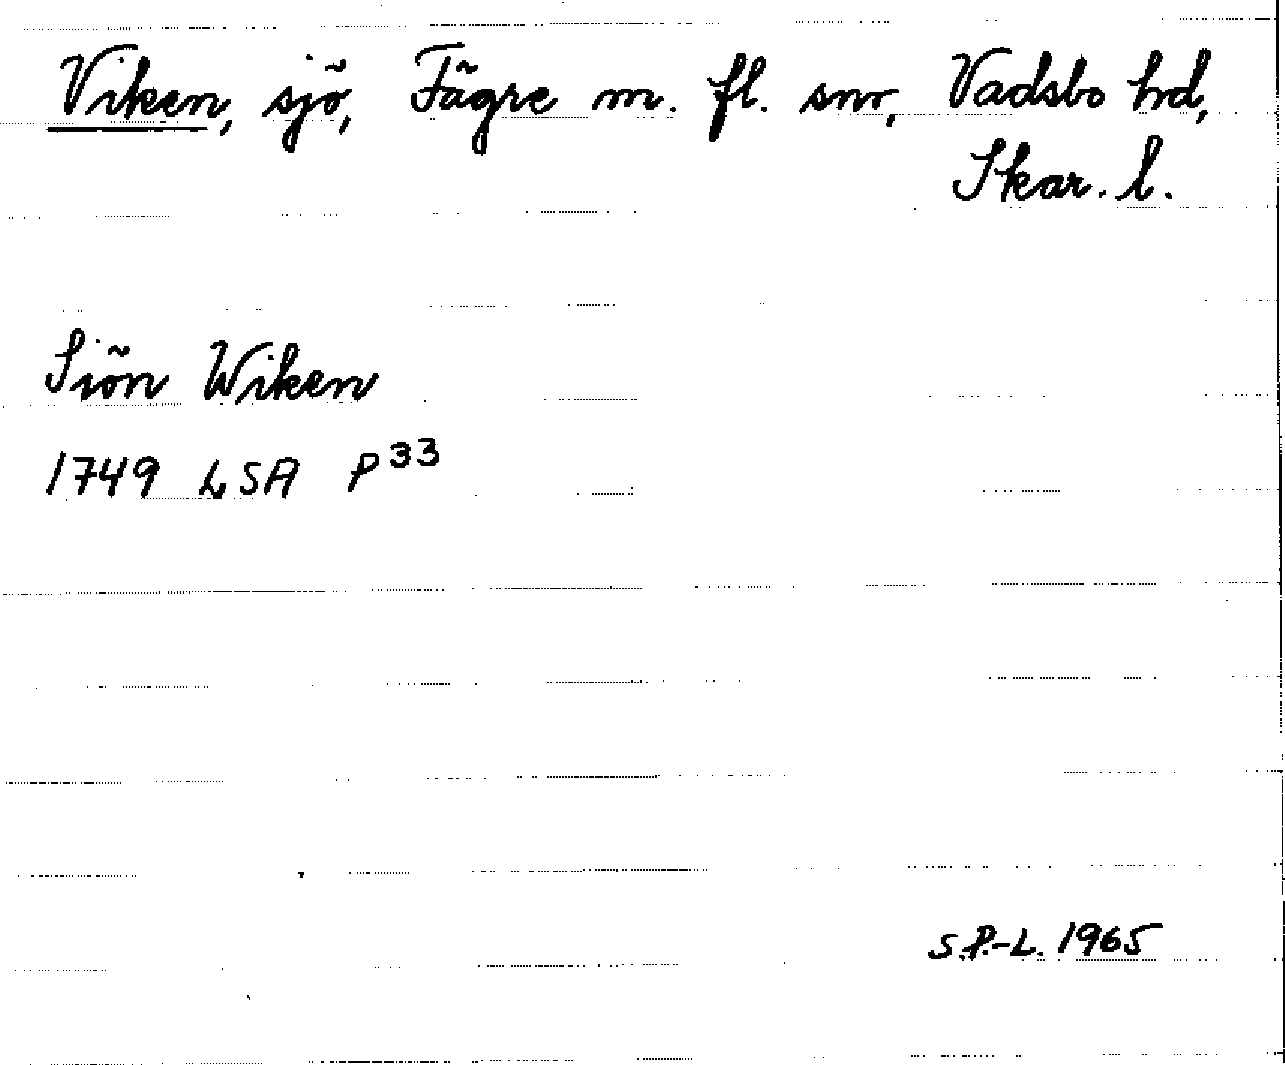 Viken, sjö, Fägre m. fl. snr, Vadsbo hd,
Skar. l.
Siön Wiken
1749 LSA P33
S.P.-L. 1965